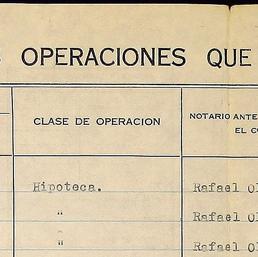 OPERACIONES QUE
CLASE DE OPERACION
NOTARIO ANTE
EL
Hipoteca. Rafael
" Rafael
" Rafael